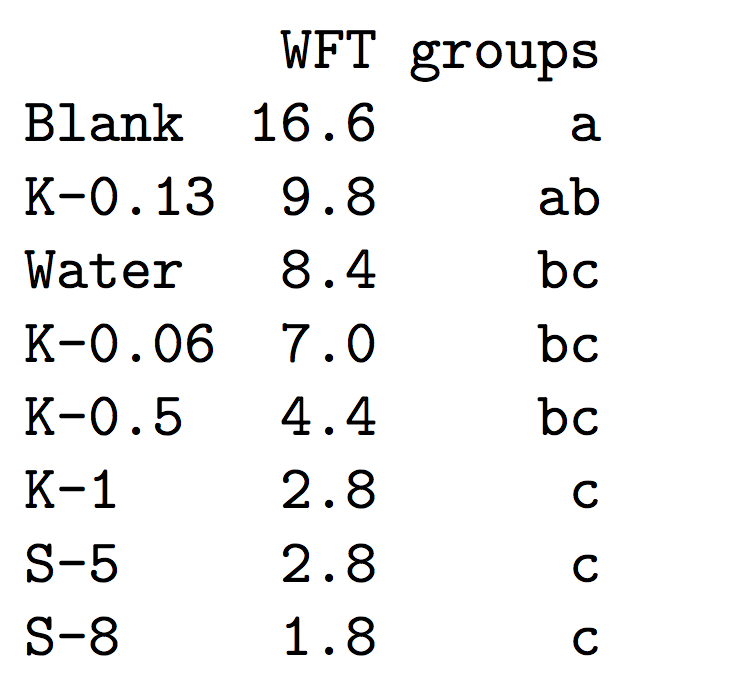 WFT groups
Blank 16.6 a
K-0.13 9.8 ab
Water 8.4 bc
K-0.06 7.0 bc
K-0.5 4.4 bc
K-1 2.8 c
S-5 2.8 c
S-8 1.8 c